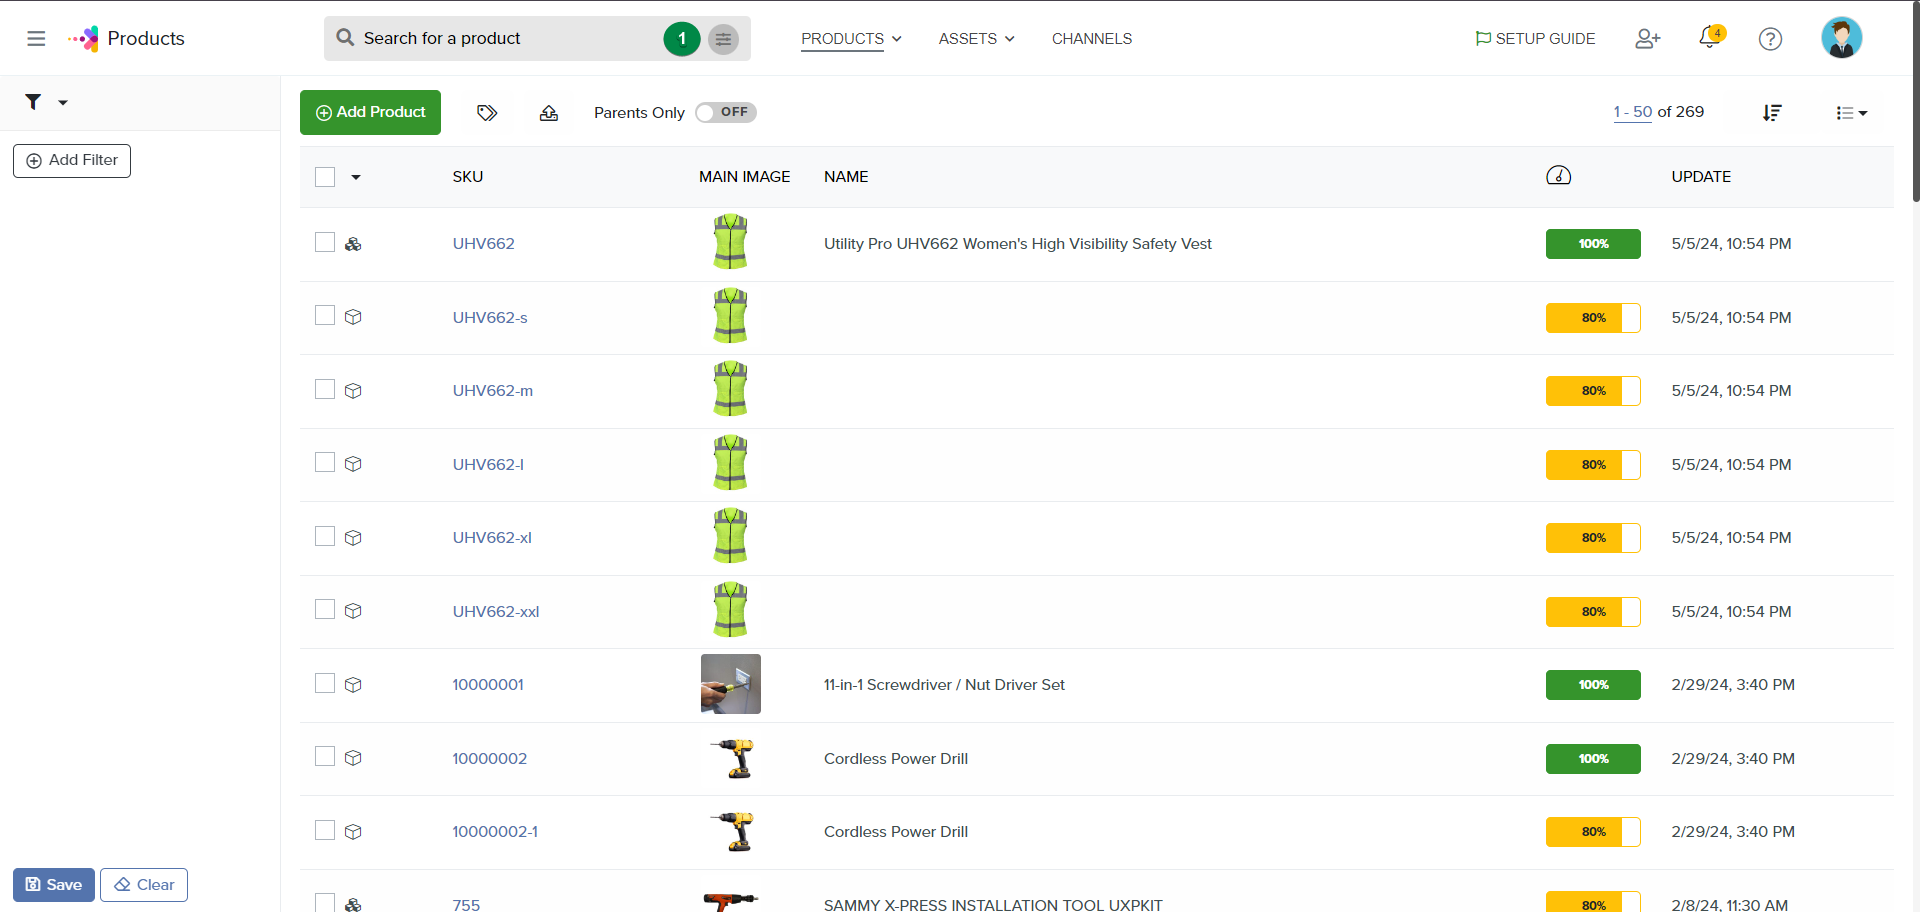 Products
Search for a product
1
PRODUCTS
ASSETS
CHANNELS
SETUP GUIDE
4
Add Product
Parents Only
OFF
1 - 50 of 269
Add Filter
SKU
MAIN IMAGE
NAME
UPDATE
UHV662
Utility Pro UHV662 Women's High Visibility Safety Vest
100%
5/5/24, 10:54 PM
UHV662-s
80%
5/5/24, 10:54 PM
UHV662-m
80%
5/5/24, 10:54 PM
UHV662-l
80%
5/5/24, 10:54 PM
UHV662-xl
80%
5/5/24, 10:54 PM
UHV662-xxl
80%
5/5/24, 10:54 PM
10000001
11-in-1 Screwdriver / Nut Driver Set
100%
2/29/24, 3:40 PM
10000002
Cordless Power Drill
100%
2/29/24, 3:40 PM
10000002-1
Cordless Power Drill
80%
2/29/24, 3:40 PM
755
SAMMY X-PRESS INSTALLATION TOOL UXPKIT
80%
2/8/24, 11:30 AM
Save
Clear